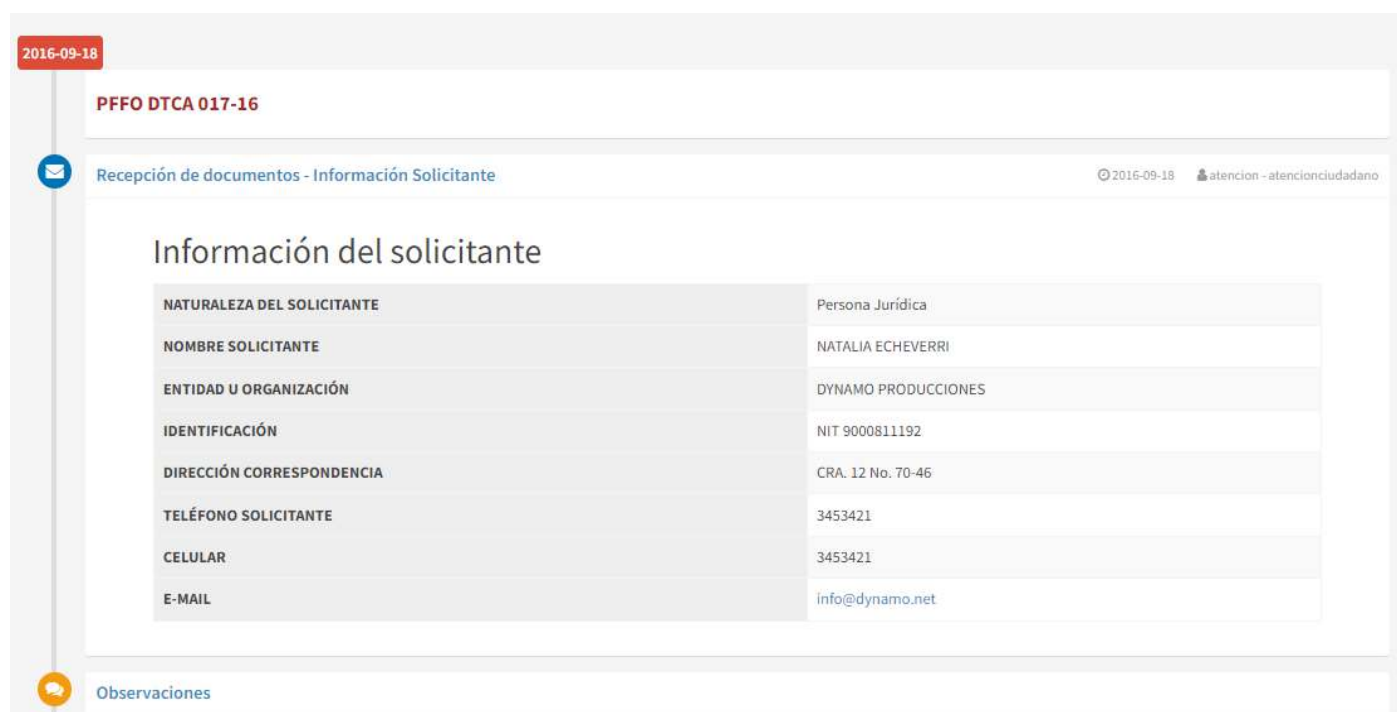 2016-09-18
PFFO DTCA 017-16
Recepción de documentos - Información Solicitante 2016-09-18 atencion - atencionciudadano
Información del solicitante
NATURALEZA DEL SOLICITANTE Persona Jurídica
NOMBRE SOLICITANTE NATALIA ECHEVERRI
ENTIDAD U ORGANIZACIÓN DYNAMO PRODUCCIONES
IDENTIFICACIÓN NIT 9000811192
DIRECCIÓN CORRESPONDENCIA CRA. 12 No. 70-46
TELÉFONO SOLICITANTE 3453421
CELULAR 3453421
E-MAIL info@dynamo.net
Observaciones